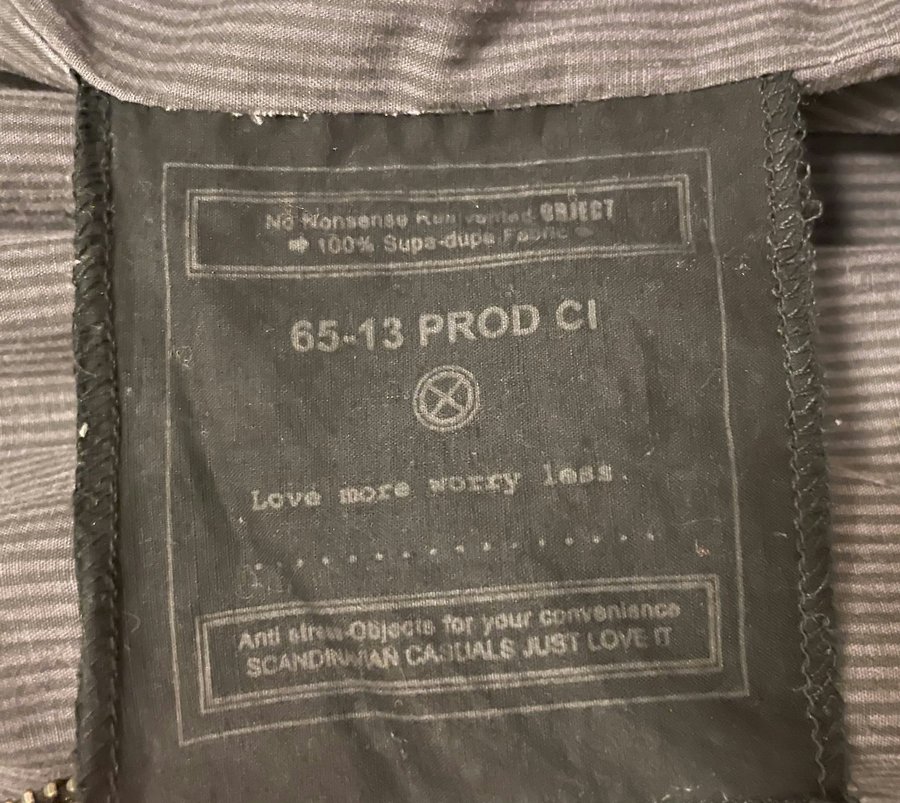 No Nonsense Reinvented OBJECT
100% Supa-dupa Fabric
65-13 PROD CI
Love more worry less
Anti stress-Objects for your convenience
SCANDINAVIAN CASUALS JUST LOVE IT